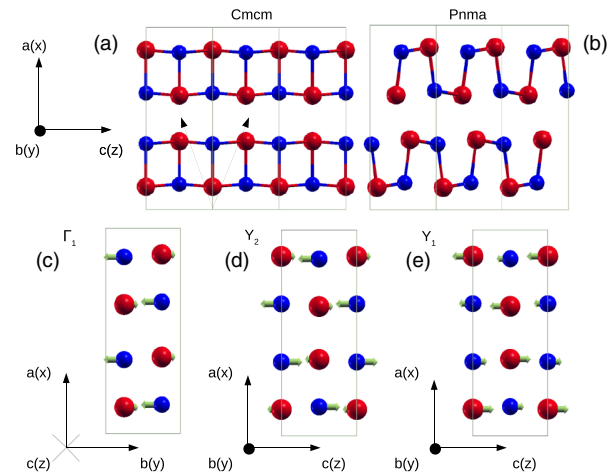 Cmcm
Pnma
a(x)
(a)
(b)
b(y)
c(z)
Γ1
Y2
Y1
(c)
(d)
(e)
a(x)
a(x)
a(x)
c(z)
b(y)
b(y)
c(z)
b(y)
c(z)